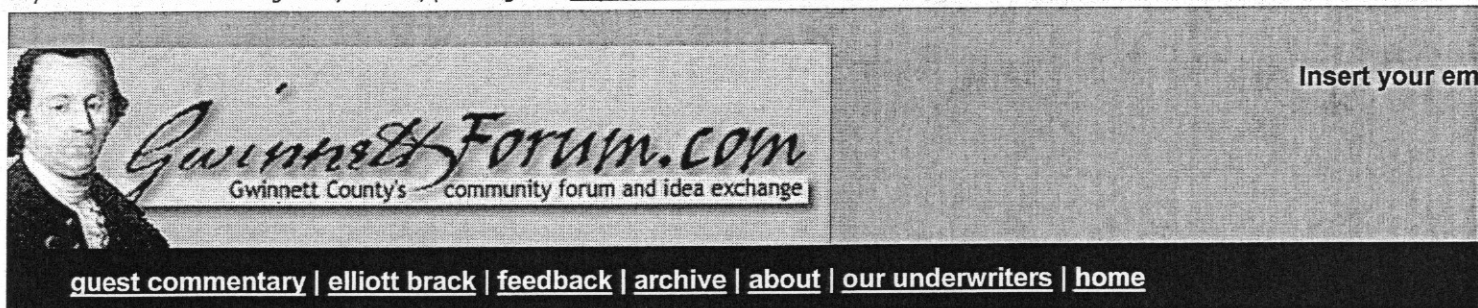 Insert your em
GwinnettForum.com
Gwinnett County's community forum and idea exchange
guest commentary | elliott brack | feedback | archive | about | our underwriters | home